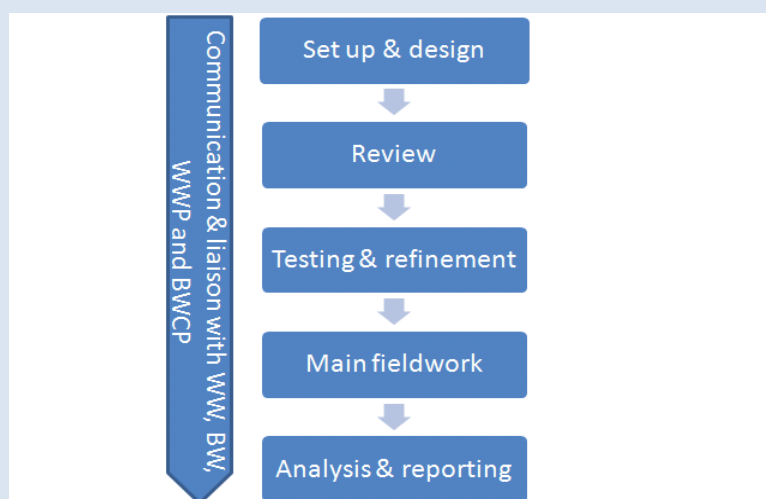 Communication & liaison with WW, BW,
WWP and BWCP
Set up & design
Review
Testing & refinement
Main fieldwork
Analysis & reporting